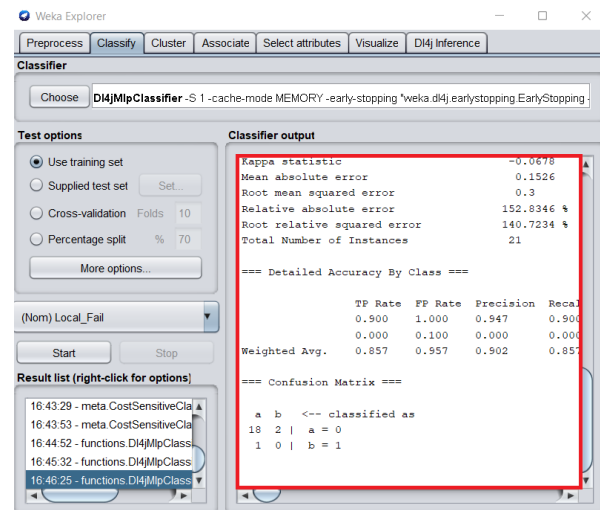 Weka Explorer
Preprocess Classify Cluster Associate Select attributes Visualize Dl4j Inference
Classifier
Choose Dl4jMlpClassifier -S 1 -cache-mode MEMORY -early-stopping "weka.dl4j.earlystopping.EarlyStopping -
Test options
Use training set
Supplied test set Set...
Cross-validation Folds 10
Percentage split % 70
More options...
(Nom) Local_Fail
Start Stop
Result list (right-click for options)
16:43:29 - meta.CostSensitiveCla
16:43:53 - meta.CostSensitiveCla
16:44:52 - functions.Dl4jMlpClass
16:45:32 - functions.Dl4jMlpClass
16:46:25 - functions.Dl4jMlpClass
Classifier output
Kappa statistic -0.0678
Mean absolute error 0.1526
Root mean squared error 0.3
Relative absolute error 152.8346 %
Root relative squared error 140.7234 %
Total Number of Instances 21
=== Detailed Accuracy By Class ===
TP Rate FP Rate Precision Recal
0.900 1.000 0.947 0.900
0.000 0.100 0.000 0.000
Weighted Avg. 0.857 0.957 0.902 0.857
=== Confusion Matrix ===
a b <-- classified as
18 2 | a = 0
1 0 | b = 1